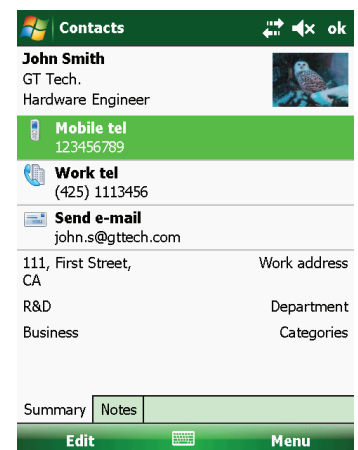 Contacts ok
John Smith
GT Tech.
Hardware Engineer
Mobile tel
123456789
Work tel
(425) 1113456
Send e-mail
john.s@gttech.com
111, First Street, Work address
CA
R&D Department
Business Categories
Summary Notes
Edit Menu